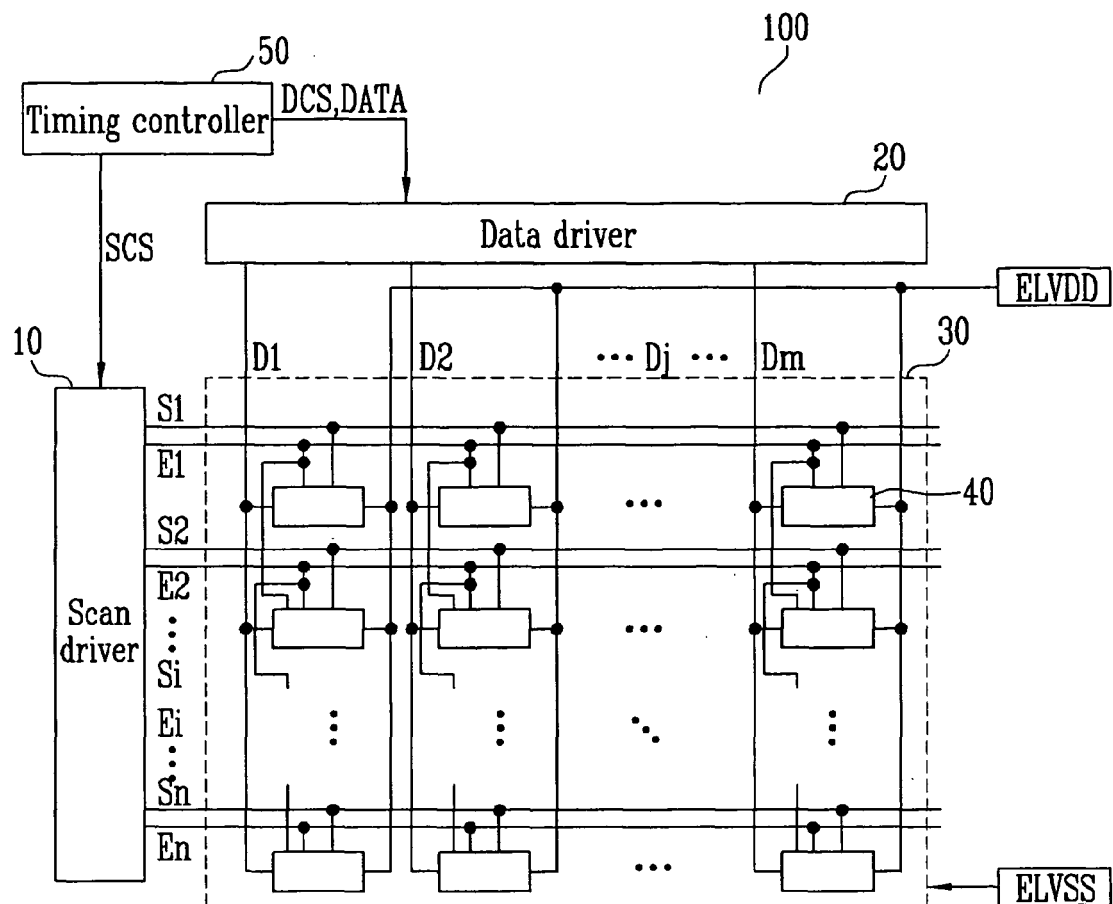 100
50
Timing controller
DCS,DATA
20
Data driver
SCS
ELVDD
10
30
D1
D2
••• Dj •••
Dm
S1
E1
40
S2
E2
Scan
driver
Si
Ei
Sn
En
ELVSS